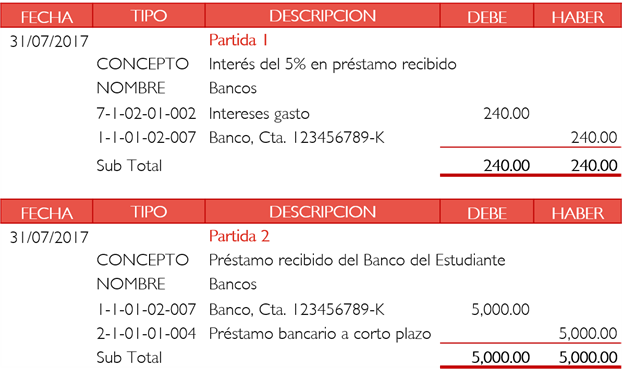 FECHA TIPO DESCRIPCION DEBE HABER
31/07/2017 Partida 1
CONCEPTO Interés del 5% en préstamo recibido
NOMBRE Bancos
7-1-02-01-002 Intereses gasto 240.00
1-1-01-02-007 Banco, Cta. 123456789-K 240.00
Sub Total 240.00 240.00
FECHA TIPO DESCRIPCION DEBE HABER
31/07/2017 Partida 2
CONCEPTO Préstamo recibido del Banco del Estudiante
NOMBRE Bancos
1-1-01-02-007 Banco, Cta. 123456789-K 5,000.00
2-1-01-01-004 Préstamo bancario a corto plazo 5,000.00
Sub Total 5,000.00 5,000.00